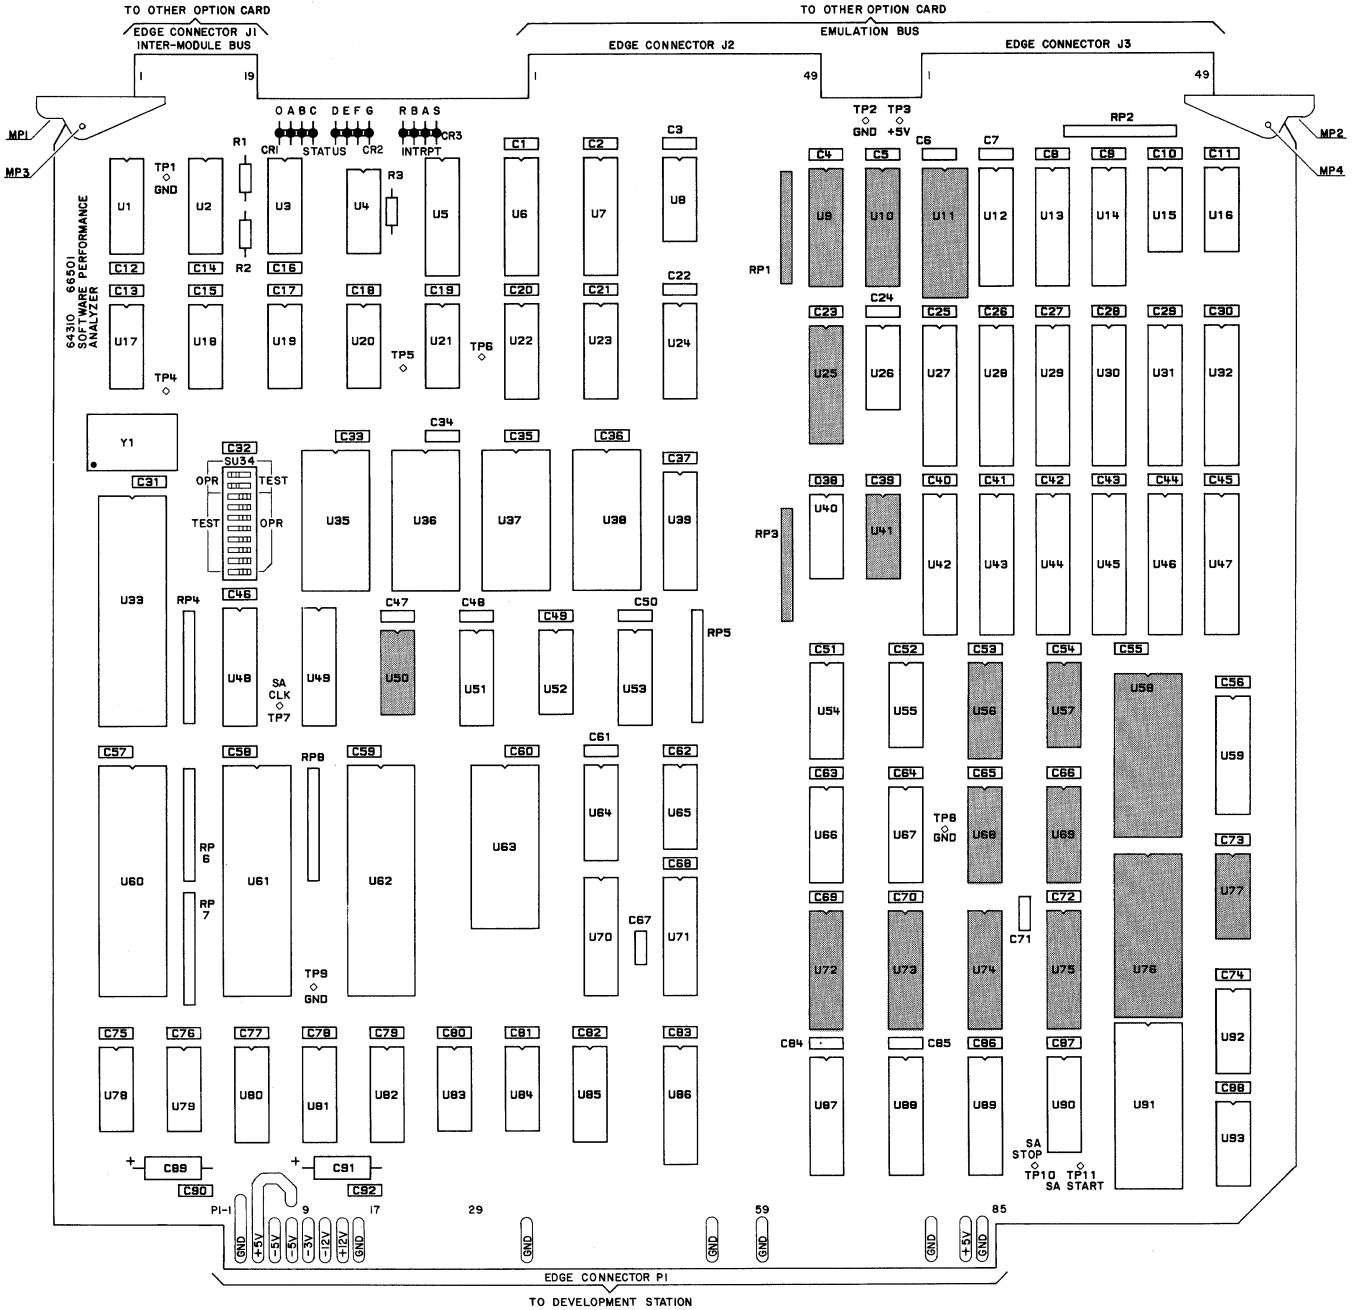 TO OTHER OPTION CARD
TO OTHER OPTION CARD
EDGE CONNECTOR J1
INTER-MODULE BUS
EMULATION BUS
EDGE CONNECTOR J2
EDGE CONNECTOR J3
1 19
1 49
1 49
O A B C D E F G R B A S
CR1 STATUS CR2 INTRPT CR3
TP2 TP3
GND +5V
RP2
MP1
MP3
MP2
MP4
TP1
GND
R1
R2
R3
C1 C2 C3 C4 C5 C6 C7 C8 C9 C10 C11
U1 U2 U3 U4 U5 U6 U7 U8
RP1
U9 U10 U11 U12 U13 U14 U15 U16
64310 66501
SOFTWARE PERFORMANCE
ANALYZER
C12 C14 C16
C13 C15 C17 C18 C19 C20 C21 C22
C23 C24 C25 C26 C27 C28 C29 C30
U17 U18 U19 U20 U21 U22 U23 U24
TP4 TP5 TP6
U25 U26 U27 U28 U29 U30 U31 U32
Y1
C31 C32 C33 C34 C35 C36 C37
SU34
OPR TEST
TEST OPR
U33 U35 U36 U37 U38 U39
O38 C39 C40 C41 C42 C43 C44 C45
RP3
U40 U41 U42 U43 U44 U45 U46 U47
RP4
C46 C47 C48 C49 C50
RP5
U48 U49 U50 U51 U52 U53
SA
CLK
TP7
C51 C52 C53 C54 C55 C56
U54 U55 U56 U57 U58 U59
C57 C58 RP8 C59 C60 C61 C62
C63 C64 C65 C66
U60 RP
6
RP
7
U61 U62 U63 U64 U65
U66 U67 TP8
GND
U68 U69
C73
U77
C67 C68
U70 U71
TP9
GND
C69 C70 C71 C72
U72 U73 U74 U75 U76
C74
U92
C75 C76 C77 C78 C79 C80 C81 C82 C83
C84 C85 C86 C87
U78 U79 U80 U81 U82 U83 U84 U85 U86
U87 U88 U89 U90 U91
C88
U93
SA
STOP
TP10 TP11
SA START
+ C89 + C91
C90 C92
P1-1 9 17 29 59 85
GND +5V -5V -5V -3V -12V +12V GND GND GND GND GND +5V GND
EDGE CONNECTOR P1
TO DEVELOPMENT STATION